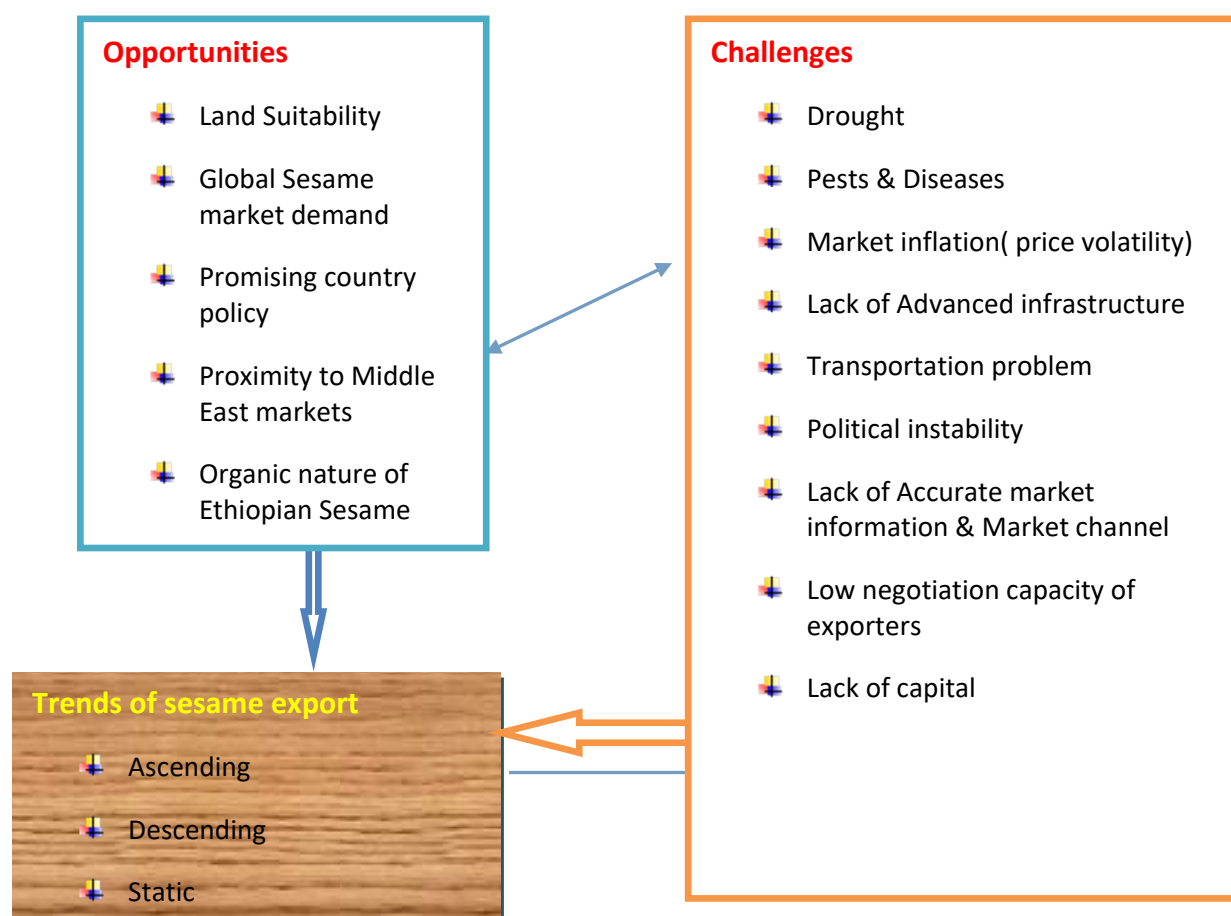 Opportunities
Land Suitability
Global Sesame
market demand
Promising country
policy
Proximity to Middle
East markets
Organic nature of
Ethiopian Sesame
Challenges
Drought
Pests & Diseases
Market inflation( price volatility)
Lack of Advanced infrastructure
Transportation problem
Political instability
Lack of Accurate market
information & Market channel
Low negotiation capacity of
exporters
Lack of capital
Trends of sesame export
Ascending
Descending
Static